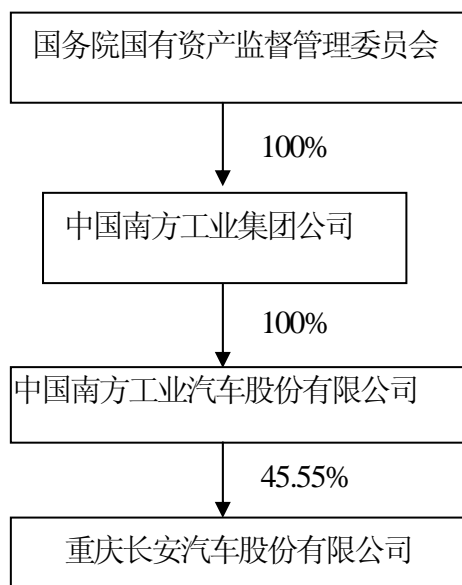 国务院国有资产监督管理委员会
100%
中国南方工业集团公司
100%
中国南方工业汽车股份有限公司
45.55%
重庆长安汽车股份有限公司